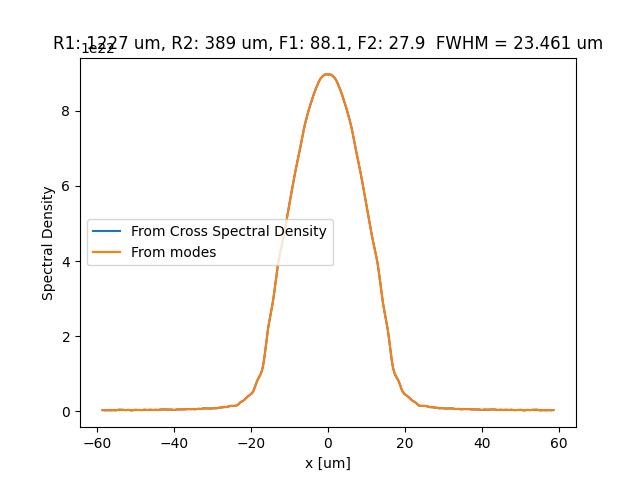 R1: 1227 um, R2: 389 um, F1: 88.1, F2: 27.9  FWHM = 23.461 um
1e22
8
6
4
2
0
Spectral Density
From Cross Spectral Density
From modes
−60 −40 −20 0 20 40 60
x [um]